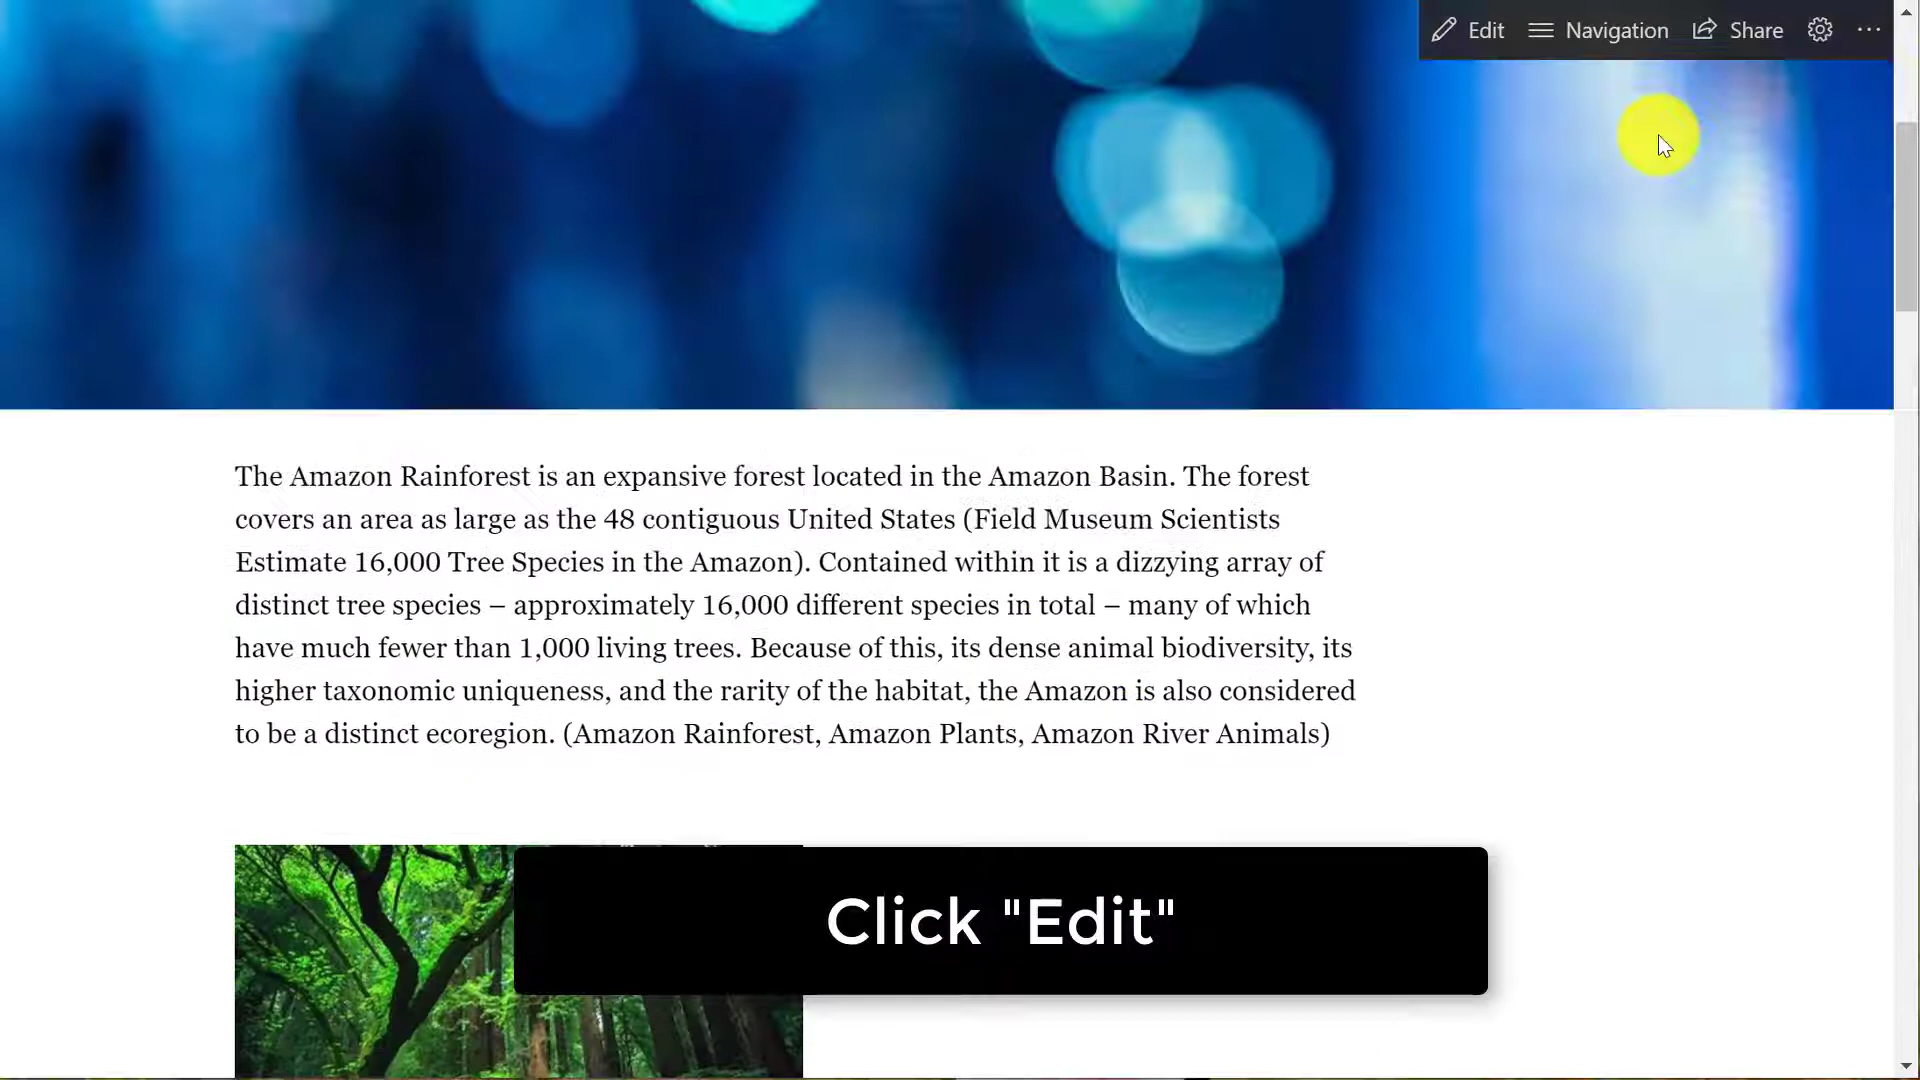 Edit Navigation Share
The Amazon Rainforest is an expansive forest located in the Amazon Basin. The forest
covers an area as large as the 48 contiguous United States (Field Museum Scientists
Estimate 16,000 Tree Species in the Amazon). Contained within it is a dizzying array of
distinct tree species – approximately 16,000 different species in total – many of which
have much fewer than 1,000 living trees. Because of this, its dense animal biodiversity, its
higher taxonomic uniqueness, and the rarity of the habitat, the Amazon is also considered
to be a distinct ecoregion. (Amazon Rainforest, Amazon Plants, Amazon River Animals)
Click "Edit"